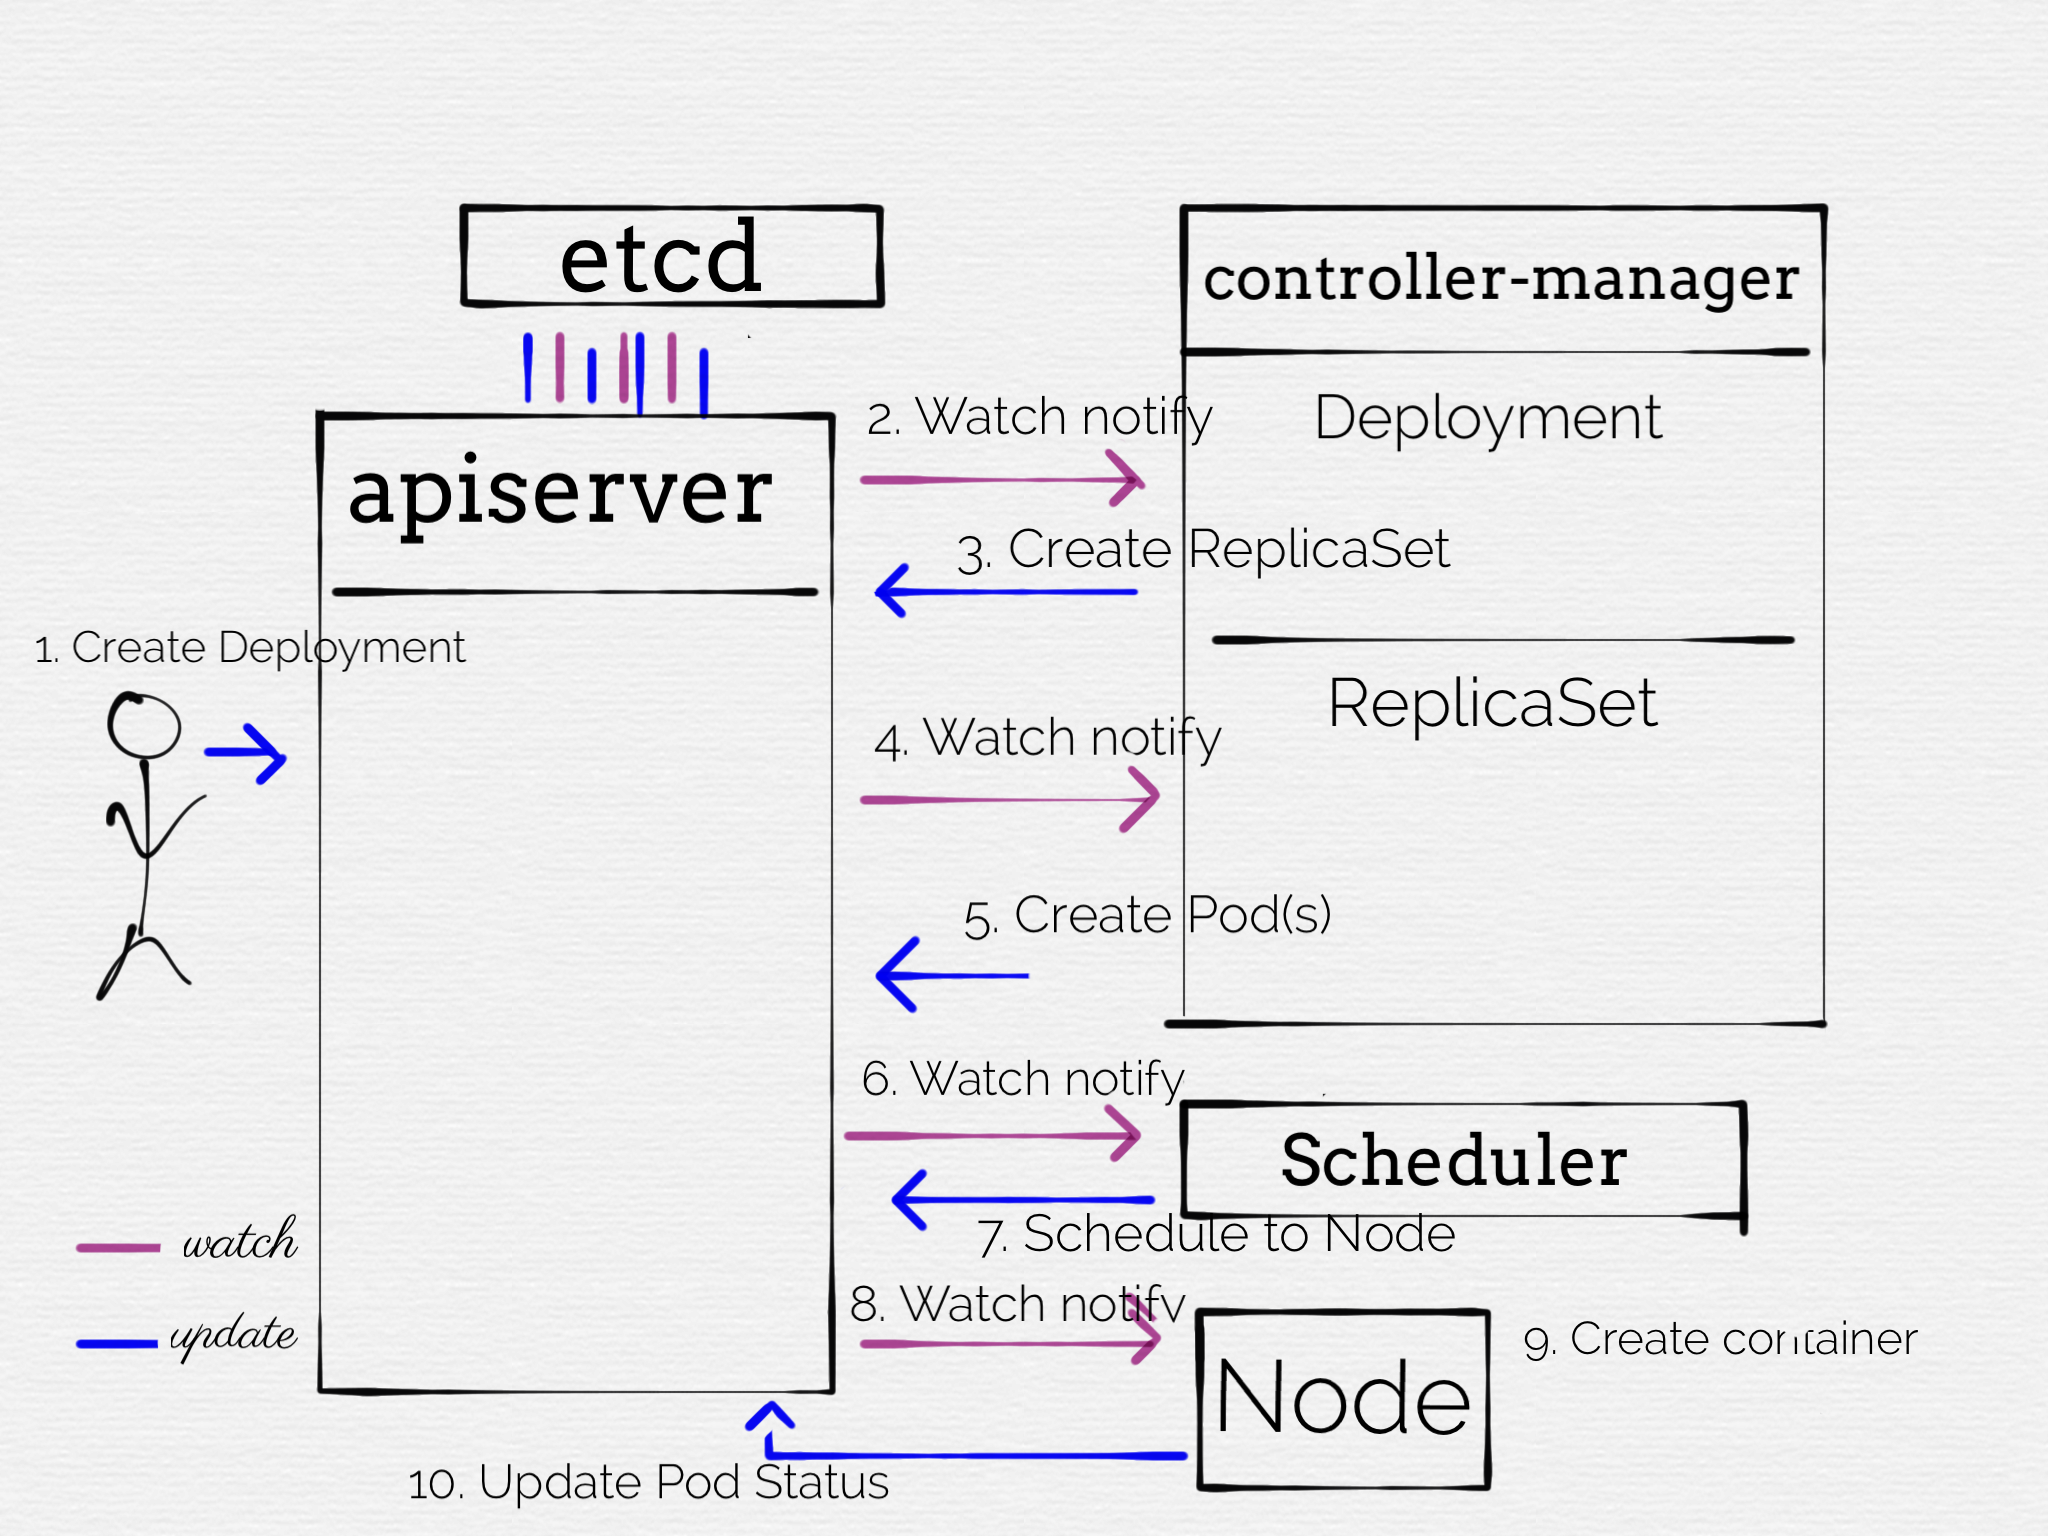 etcd
controller-manager
apiserver
2. Watch notify
Deployment
3. Create ReplicaSet
1. Create Deployment
ReplicaSet
4. Watch notify
5. Create Pod(s)
6. Watch notify
Scheduler
7. Schedule to Node
watch
update
8. Watch notify
Node
9. Create container
10. Update Pod Status